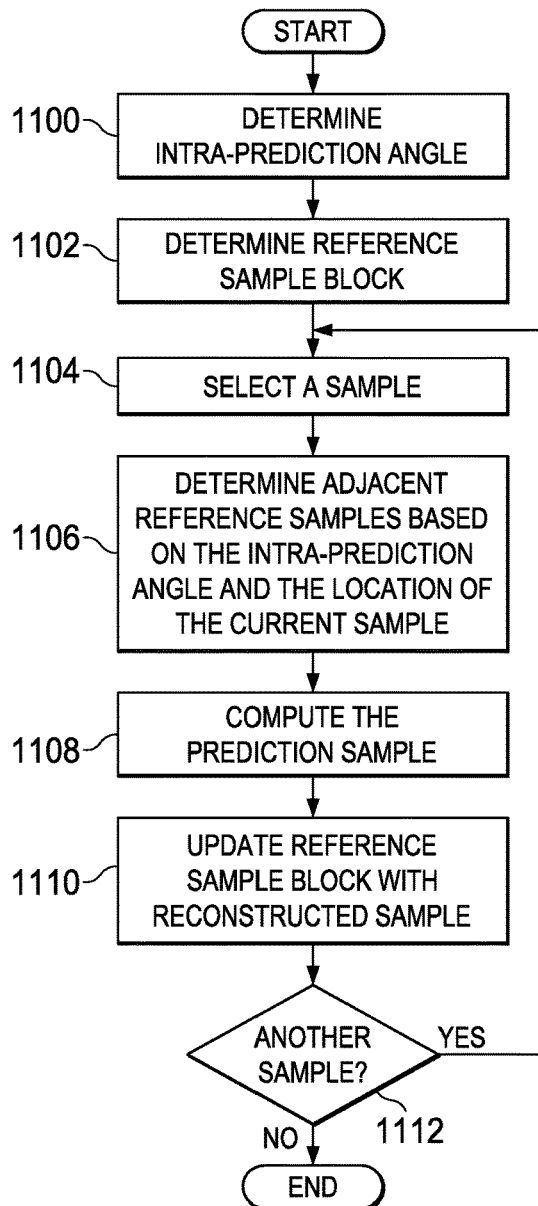 START
1100
DETERMINE
INTRA-PREDICTION ANGLE
1102
DETERMINE REFERENCE
SAMPLE BLOCK
1104
SELECT A SAMPLE
1106
DETERMINE ADJACENT
REFERENCE SAMPLES BASED
ON THE INTRA-PREDICTION
ANGLE AND THE LOCATION OF
THE CURRENT SAMPLE
1108
COMPUTE THE
PREDICTION SAMPLE
1110
UPDATE REFERENCE
SAMPLE BLOCK WITH
RECONSTRUCTED SAMPLE
ANOTHER
SAMPLE?
YES
1112
NO
END